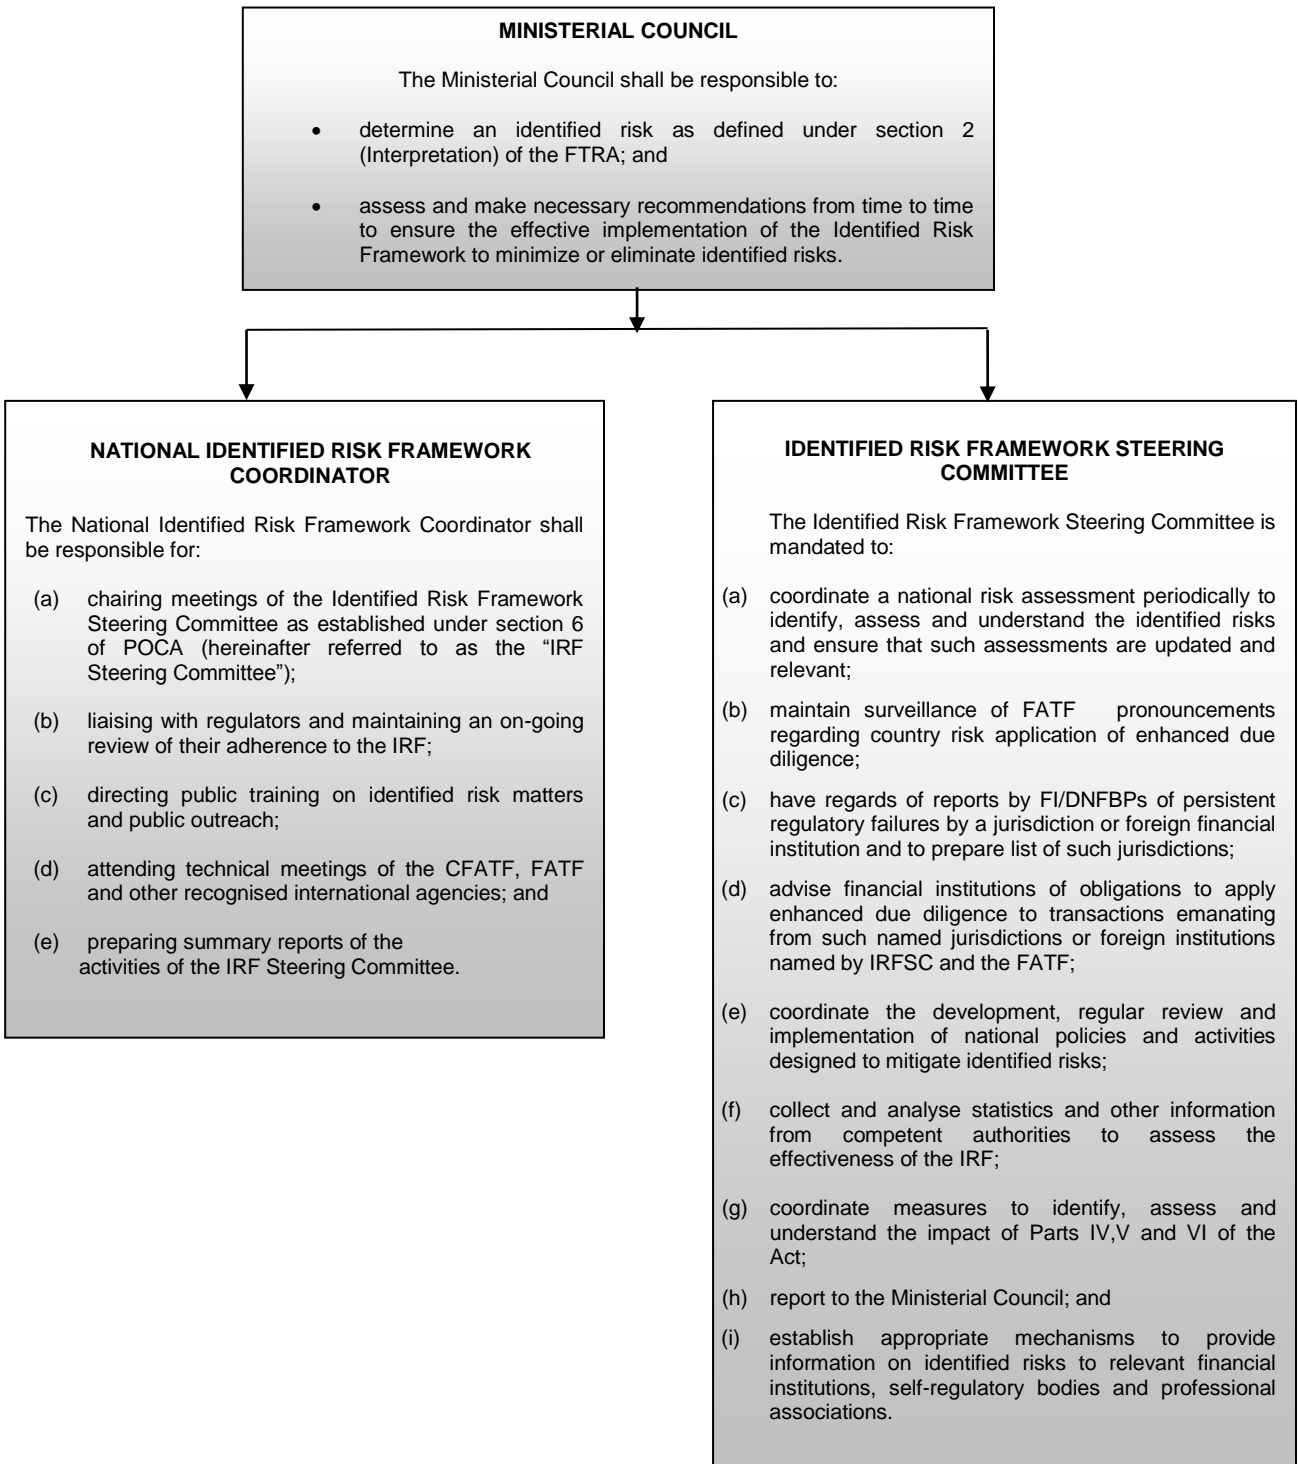 MINISTERIAL COUNCIL
The Ministerial Council shall be responsible to:
• determine an identified risk as defined under section 2
(Interpretation) of the FTRA; and
• assess and make necessary recommendations from time to time
to ensure the effective implementation of the Identified Risk
Framework to minimize or eliminate identified risks.
NATIONAL IDENTIFIED RISK FRAMEWORK
COORDINATOR
The National Identified Risk Framework Coordinator shall
be responsible for:
(a) chairing meetings of the Identified Risk Framework
Steering Committee as established under section 6
of POCA (hereinafter referred to as the “IRF
Steering Committee”);
(b) liaising with regulators and maintaining an on-going
review of their adherence to the IRF;
(c) directing public training on identified risk matters
and public outreach;
(d) attending technical meetings of the CFATF, FATF
and other recognised international agencies; and
(e) preparing summary reports of the
activities of the IRF Steering Committee.
IDENTIFIED RISK FRAMEWORK STEERING
COMMITTEE
The Identified Risk Framework Steering Committee is
mandated to:
(a) coordinate a national risk assessment periodically to
identify, assess and understand the identified risks
and ensure that such assessments are updated and
relevant;
(b) maintain surveillance of FATF pronouncements
regarding country risk application of enhanced due
diligence;
(c) have regards of reports by FI/DNFBPs of persistent
regulatory failures by a jurisdiction or foreign financial
institution and to prepare list of such jurisdictions;
(d) advise financial institutions of obligations to apply
enhanced due diligence to transactions emanating
from such named jurisdictions or foreign institutions
named by IRFSC and the FATF;
(e) coordinate the development, regular review and
implementation of national policies and activities
designed to mitigate identified risks;
(f) collect and analyse statistics and other information
from competent authorities to assess the
effectiveness of the IRF;
(g) coordinate measures to identify, assess and
understand the impact of Parts IV,V and VI of the
Act;
(h) report to the Ministerial Council; and
(i) establish appropriate mechanisms to provide
information on identified risks to relevant financial
institutions, self-regulatory bodies and professional
associations.